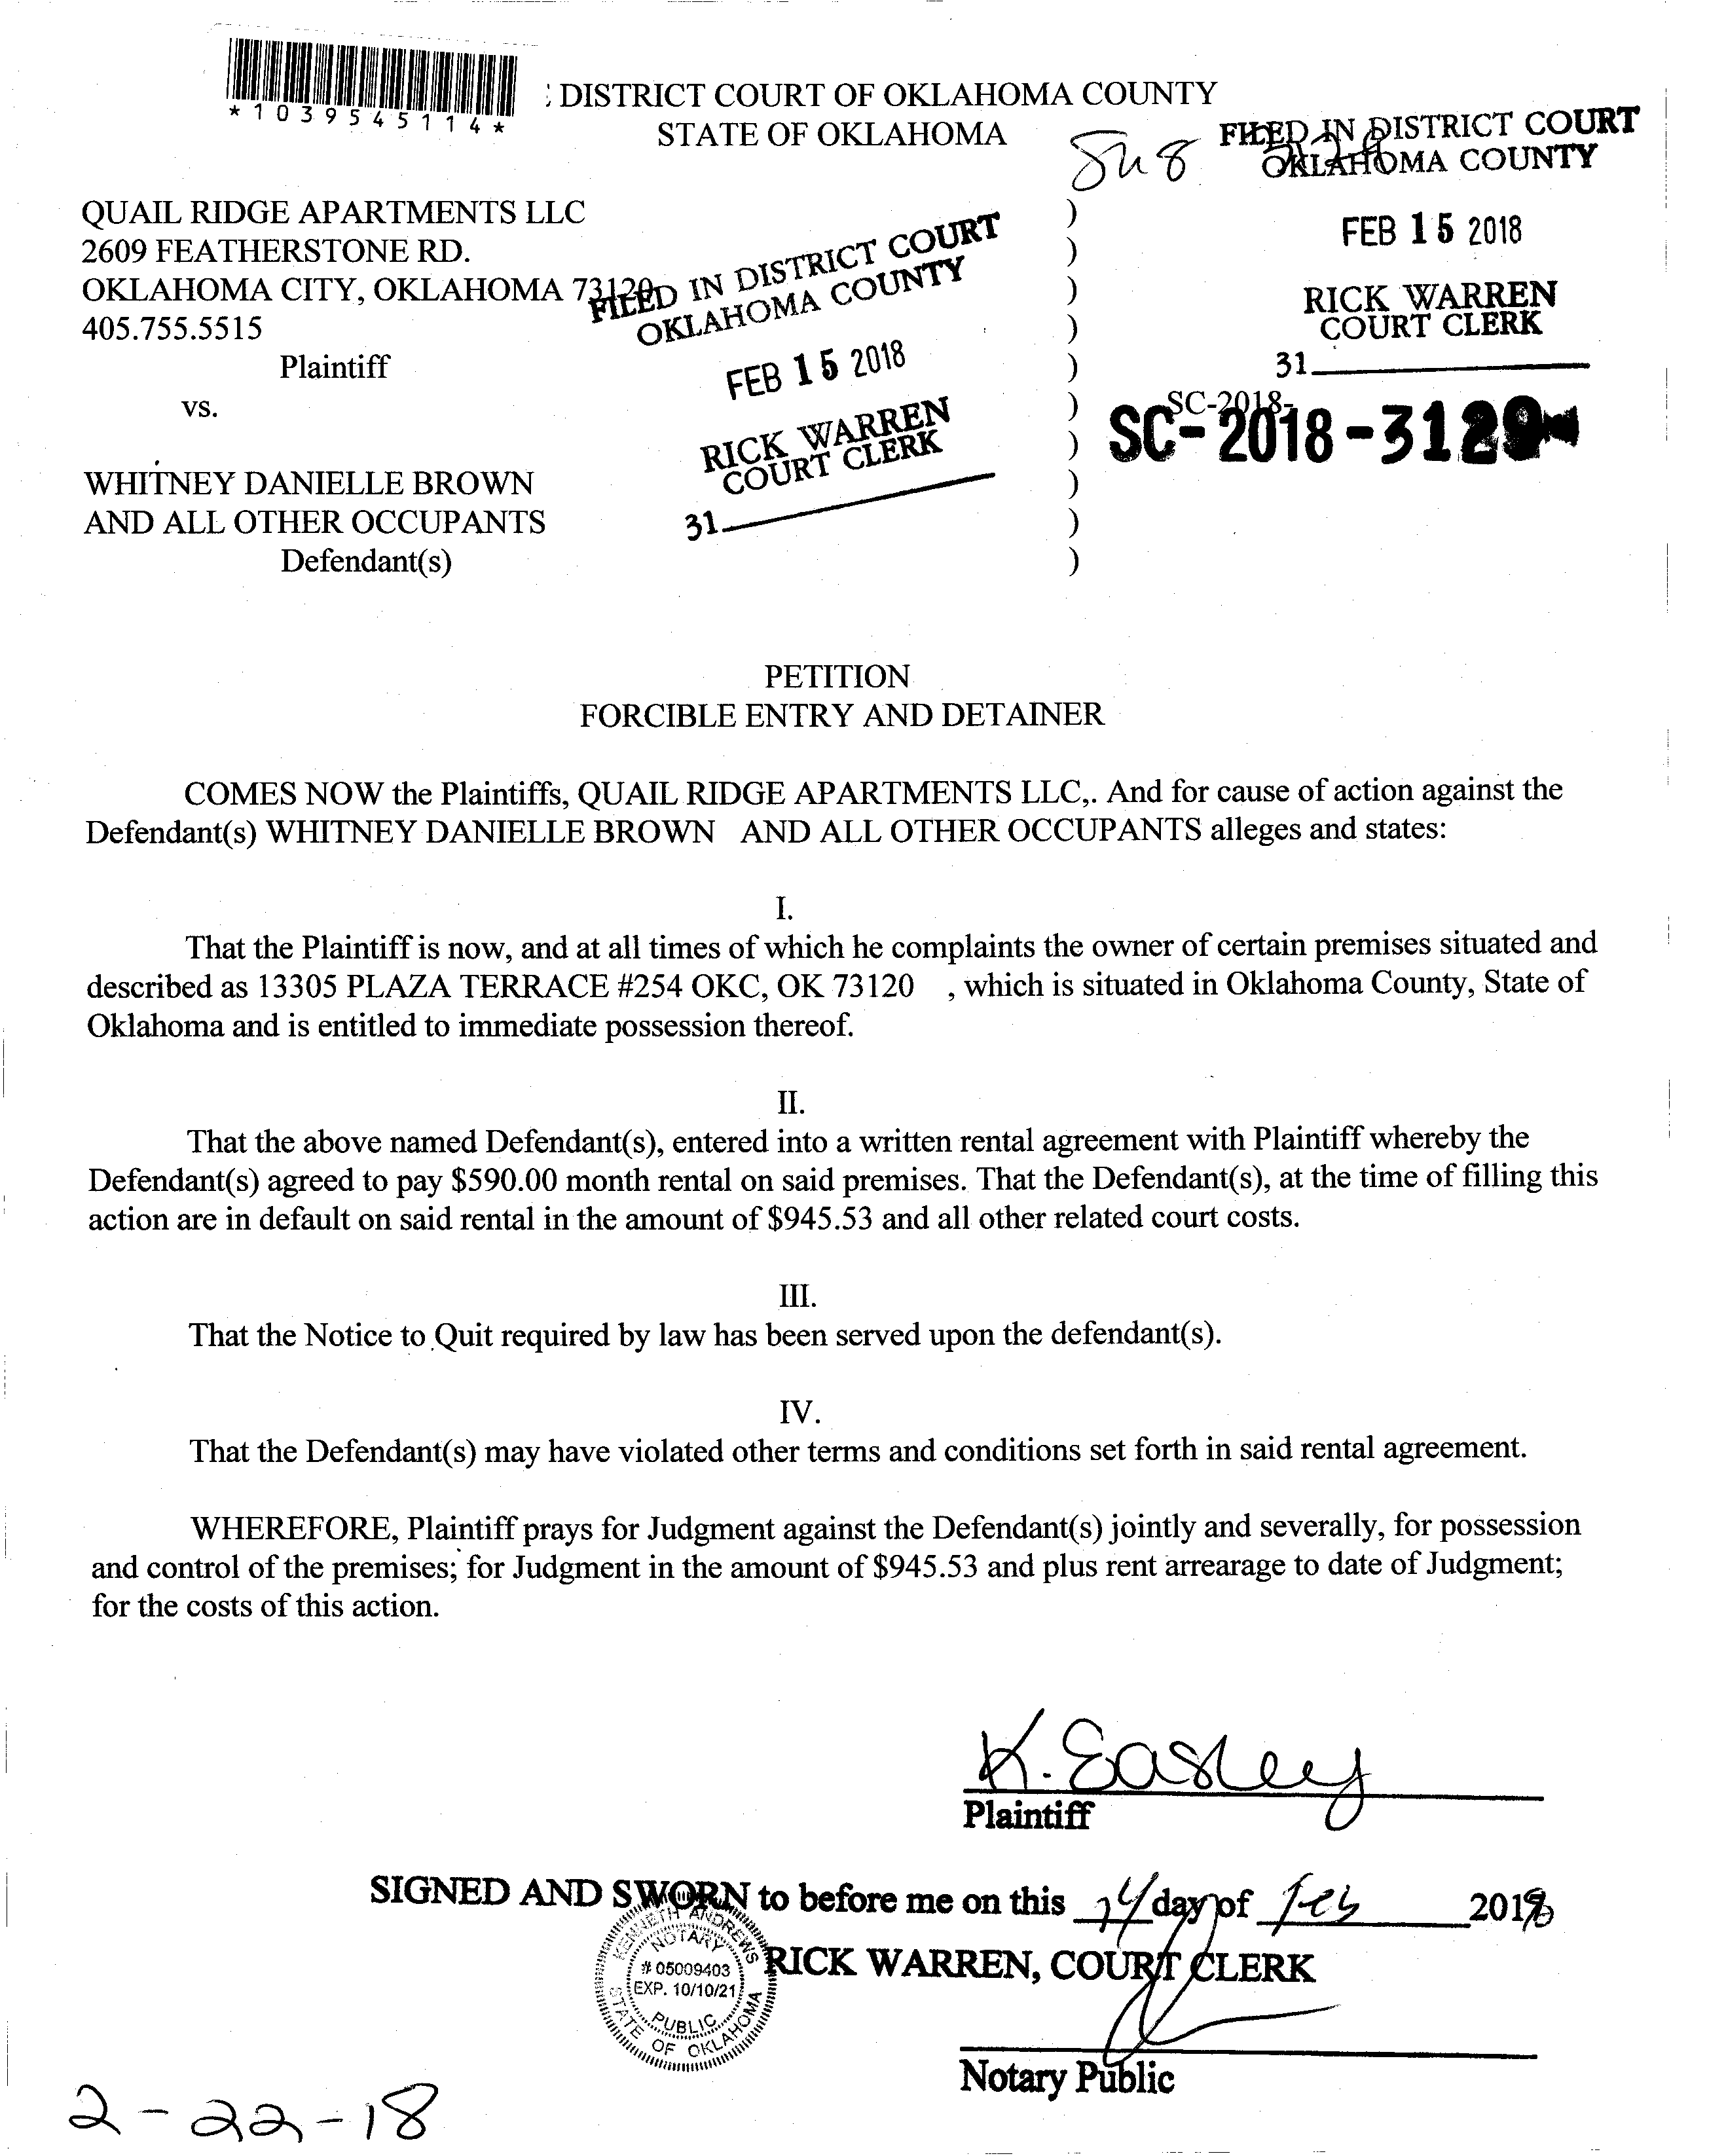 *1039545114*
DISTRICT COURT OF OKLAHOMA COUNTY
STATE OF OKLAHOMA
FILED IN DISTRICT COURT
OKLAHOMA COUNTY
FEB 15 2018
RICK WARREN
COURT CLERK
31
SC-2018-
SC-2018-312
QUAIL RIDGE APARTMENTS LLC
2609 FEATHERSTONE RD.
OKLAHOMA CITY, OKLAHOMA 73120
405.755.5515
Plaintiff
vs.
FILED IN DISTRICT COURT
OKLAHOMA COUNTY
FEB 15 2018
RICK WARREN
COURT CLERK
31
WHITNEY DANIELLE BROWN
AND ALL OTHER OCCUPANTS
Defendant(s)
)
)
)
)
)
)
)
)
)
)
PETITION
FORCIBLE ENTRY AND DETAINER
COMES NOW the Plaintiffs, QUAIL RIDGE APARTMENTS LLC,. And for cause of action against the
Defendant(s) WHITNEY DANIELLE BROWN AND ALL OTHER OCCUPANTS alleges and states:
I.
That the Plaintiff is now, and at all times of which he complaints the owner of certain premises situated and
described as 13305 PLAZA TERRACE #254 OKC, OK 73120 , which is situated in Oklahoma County, State of
Oklahoma and is entitled to immediate possession thereof.
II.
That the above named Defendant(s), entered into a written rental agreement with Plaintiff whereby the
Defendant(s) agreed to pay $590.00 month rental on said premises. That the Defendant(s), at the time of filling this
action are in default on said rental in the amount of $945.53 and all other related court costs.
III.
That the Notice to Quit required by law has been served upon the defendant(s).
IV.
That the Defendant(s) may have violated other terms and conditions set forth in said rental agreement.
WHEREFORE, Plaintiff prays for Judgment against the Defendant(s) jointly and severally, for possession
and control of the premises; for Judgment in the amount of $945.53 and plus rent arrearage to date of Judgment;
for the costs of this action.
K. Easley
Plaintiff
SIGNED AND SWORN to before me on this 14 day of Feb 2018
KENNETH ANDREWS
NOTARY
# 05009403
EXP. 10/10/21
PUBLIC
STATE OF OKLAHOMA
RICK WARREN, COURT CLERK
Notary Public
2-22-18